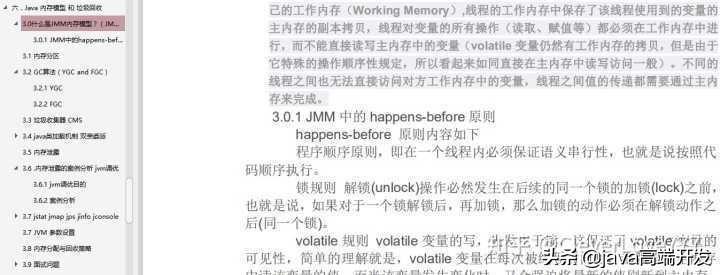 六 . Java 内存模型 和 垃圾回收
3.0什么是JMM内存模型？（JM...
3.0.1 JMM中的happens-bef...
3.1 内存分区
3.2 GC算法（YGC and FGC）
3.2.1 YGC
3.2.2 FGC
3.3 垃圾收集器 CMS
3.4 java类加载机制 双亲委派
3.5 内存泄露
3.6 .内存泄露的案例分析 jvm调优
3.6.1 jvm调优目的
3.6.2 案例分析
3.7 jstat jmap jps jinfo jconsole
3.7 JVM 参数设置
3.8 内存分配与回收策略
3.9 面试问题
己的工作内存（Working Memory）,线程的工作内存中保存了该线程使用到的变量的
主内存的副本拷贝，线程对变量的所有操作（读取、赋值等）都必须在工作内存中进
行，而不能直接读写主内存中的变量（volatile 变量仍然有工作内存的拷贝，但是由于
它特殊的操作顺序性规定，所以看起来如同直接在主内存中读写访问一般）。不同的
线程之间也无法直接访问对方工作内存中的变量，线程之间值的传递都需要通过主内
存来完成。
3.0.1 JMM 中的 happens-before 原则
happens-before 原则内容如下
程序顺序原则，即在一个线程内必须保证语义串行性，也就是说按照代
码顺序执行。
锁规则 解锁(unlock)操作必然发生在后续的同一个锁的加锁(lock)之前，
也就是说，如果对于一个锁解锁后，再加锁，那么加锁的动作必须在解锁动作之
后(同一个锁)。
volatile 规则 volatile 变量的写，先发生于读，这保证了 volatile 变量的
可见性，简单的理解就是，volatile 变量在每次被
头条 @java高端开发